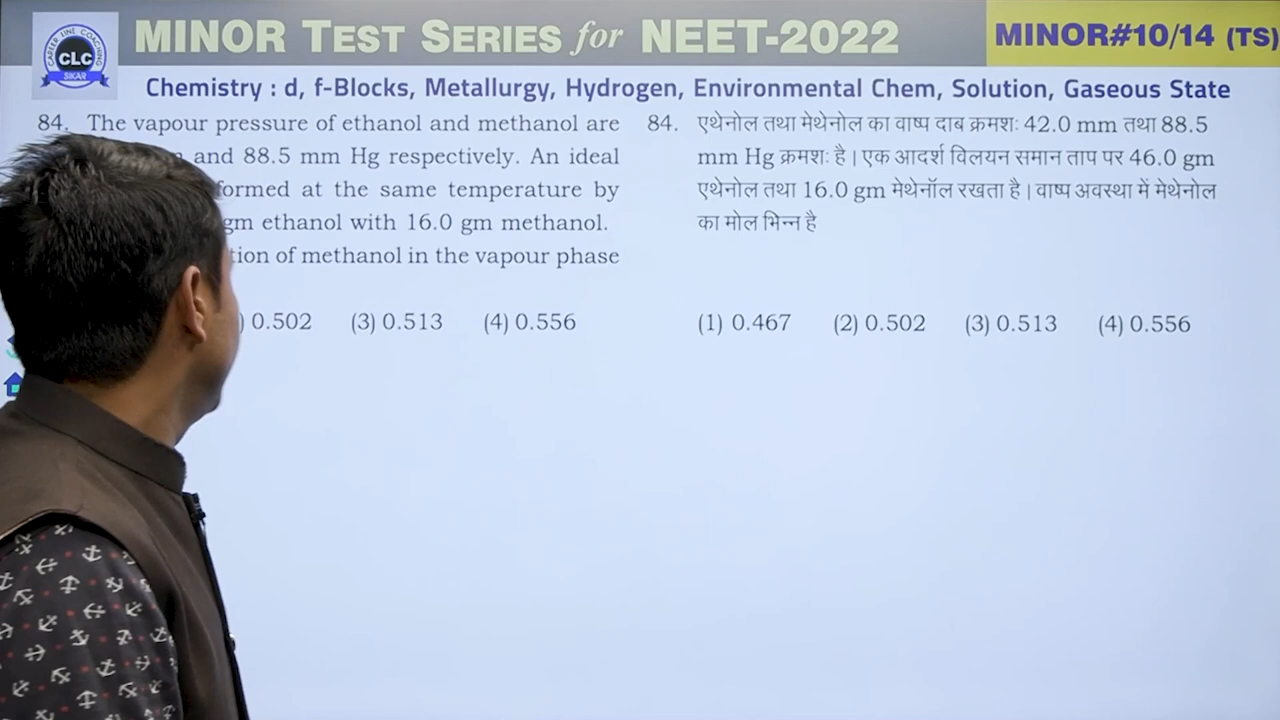 CAREER LINE COACHING
CLC
SIKAR
MINOR TEST SERIES for NEET-2022
MINOR#10/14 (TS)
Chemistry : d, f-Blocks, Metallurgy, Hydrogen, Environmental Chem, Solution, Gaseous State
84. The vapour pressure of ethanol and methanol are
and 88.5 mm Hg respectively. An ideal
at the same temperature by
gm ethanol with 16.0 gm methanol.
of methanol in the vapour phase
) 0.502 (3) 0.513 (4) 0.556
84. एथेनोल तथा मेथेनोल का वाष्प दाब क्रमशः 42.0 mm तथा 88.5
mm Hg क्रमशः है। एक आदर्श विलयन समान ताप पर 46.0 gm
एथेनोल तथा 16.0 gm मेथेनॉल रखता है। वाष्प अवस्था में मेथेनोल
का मोल भिन्न है
(1) 0.467 (2) 0.502 (3) 0.513 (4) 0.556